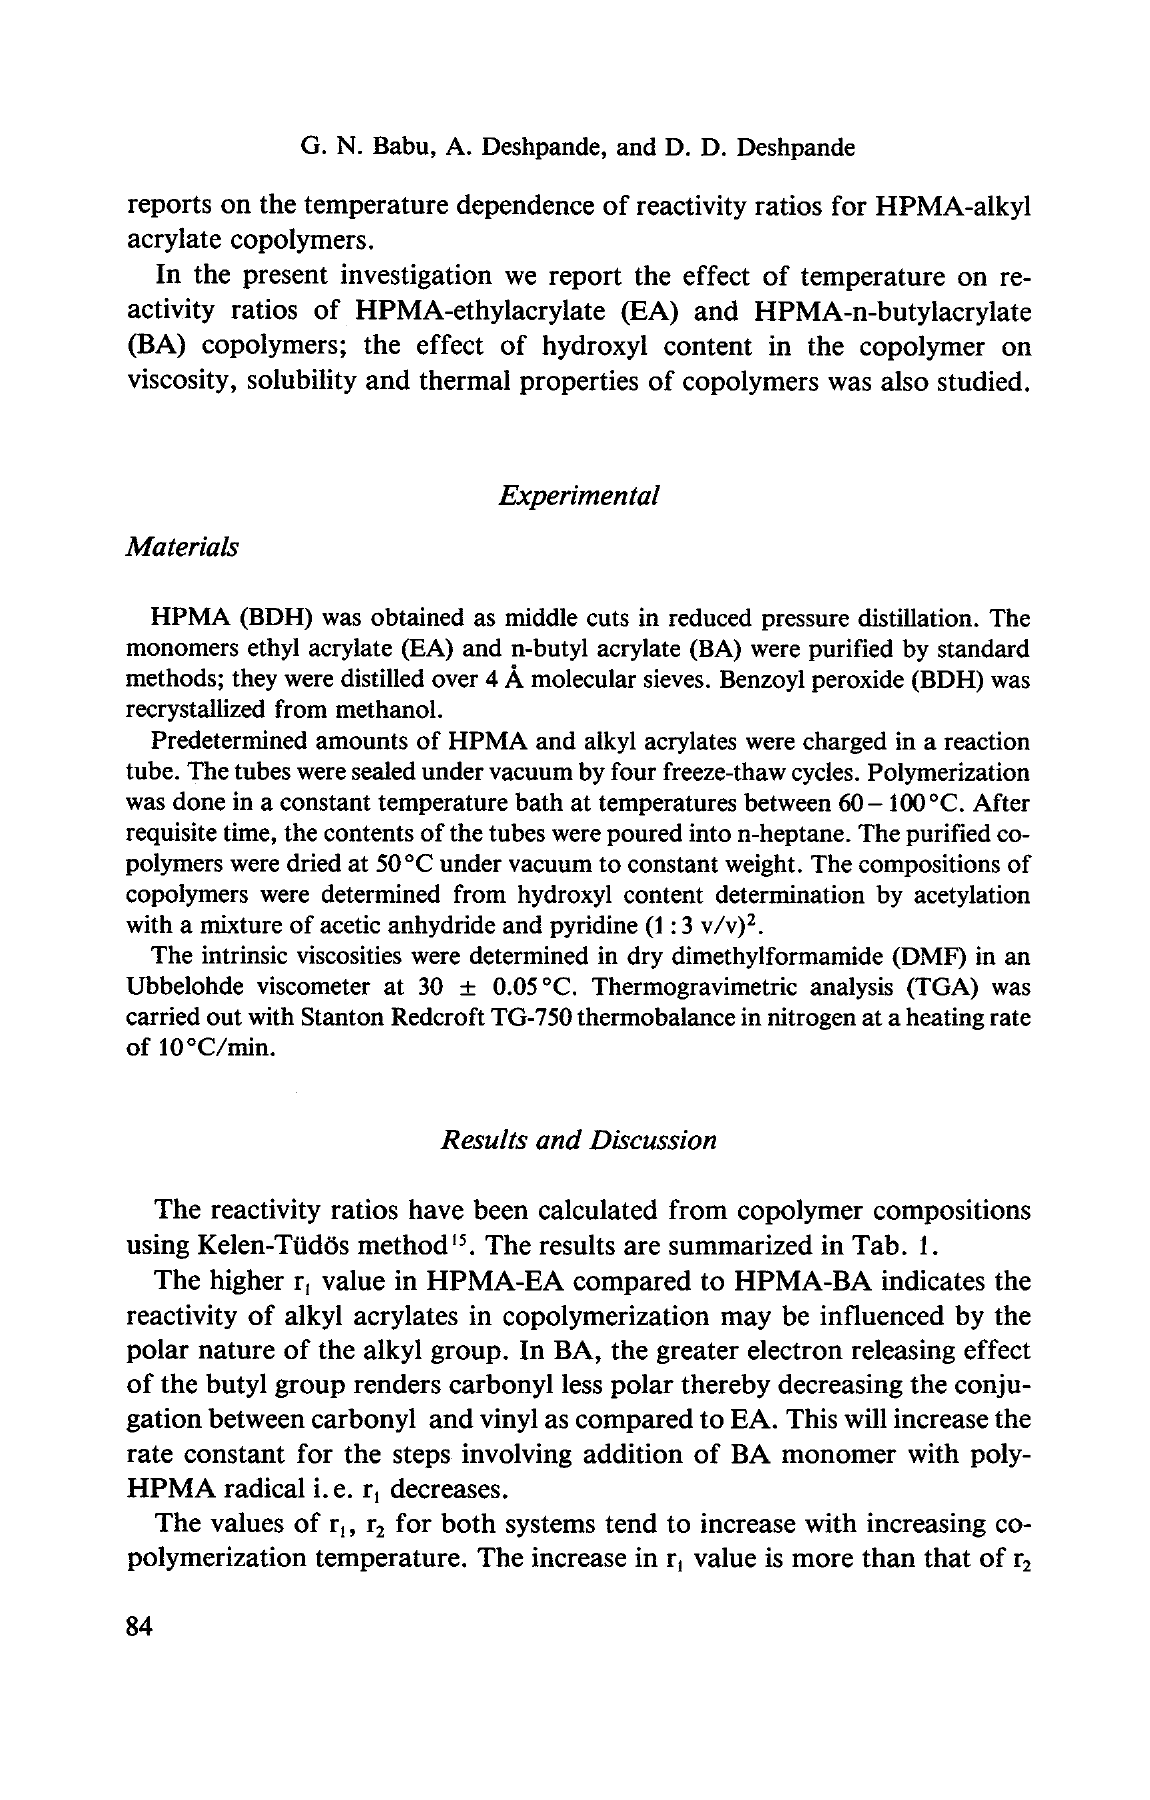 G. N. Babu, A. Deshpande, and D. D. Deshpande
reports on the temperature dependence of reactivity ratios for HPMA-alkyl
acrylate copolymers.
In the present investigation we report the effect of temperature on re-
activity ratios of HPMA-ethylacrylate (EA) and HPMA-n-butylacrylate
(BA) copolymers; the effect of hydroxyl content in the copolymer on
viscosity, solubility and thermal properties of copolymers was also studied.
Experimental
Materials
HPMA (BDH) was obtained as middle cuts in reduced pressure distillation. The
monomers ethyl acrylate (EA) and n-butyl acrylate (BA) were purified by standard
methods; they were distilled over 4 Å molecular sieves. Benzoyl peroxide (BDH) was
recrystallized from methanol.
Predetermined amounts of HPMA and alkyl acrylates were charged in a reaction
tube. The tubes were sealed under vacuum by four freeze-thaw cycles. Polymerization
was done in a constant temperature bath at temperatures between 60 – 100 °C. After
requisite time, the contents of the tubes were poured into n-heptane. The purified co-
polymers were dried at 50 °C under vacuum to constant weight. The compositions of
copolymers were determined from hydroxyl content determination by acetylation
with a mixture of acetic anhydride and pyridine (1 : 3 v/v)².
The intrinsic viscosities were determined in dry dimethylformamide (DMF) in an
Ubbelohde viscometer at 30 ± 0.05 °C. Thermogravimetric analysis (TGA) was
carried out with Stanton Redcroft TG-750 thermobalance in nitrogen at a heating rate
of 10 °C/min.
Results and Discussion
The reactivity ratios have been calculated from copolymer compositions
using Kelen-Tüdös method¹⁵. The results are summarized in Tab. 1.
The higher r₁ value in HPMA-EA compared to HPMA-BA indicates the
reactivity of alkyl acrylates in copolymerization may be influenced by the
polar nature of the alkyl group. In BA, the greater electron releasing effect
of the butyl group renders carbonyl less polar thereby decreasing the conju-
gation between carbonyl and vinyl as compared to EA. This will increase the
rate constant for the steps involving addition of BA monomer with poly-
HPMA radical i. e. r₁ decreases.
The values of r₁, r₂ for both systems tend to increase with increasing co-
polymerization temperature. The increase in r₁ value is more than that of r₂
84